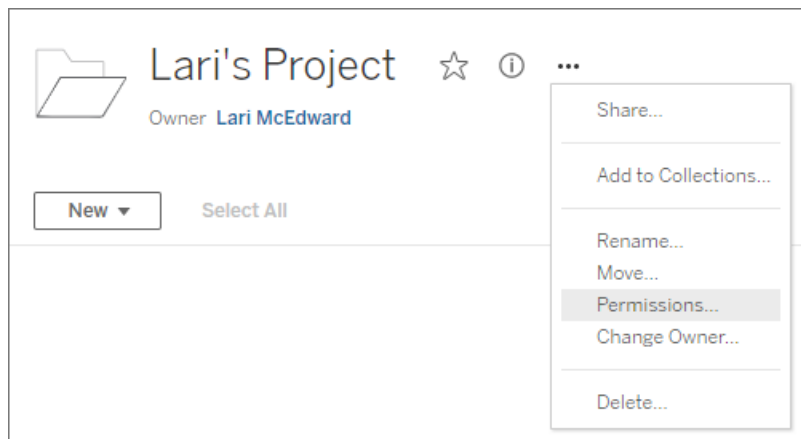 Lari's Project
Owner Lari McEdward
New
Select All
Share...
Add to Collections...
Rename...
Move...
Permissions...
Change Owner...
Delete...